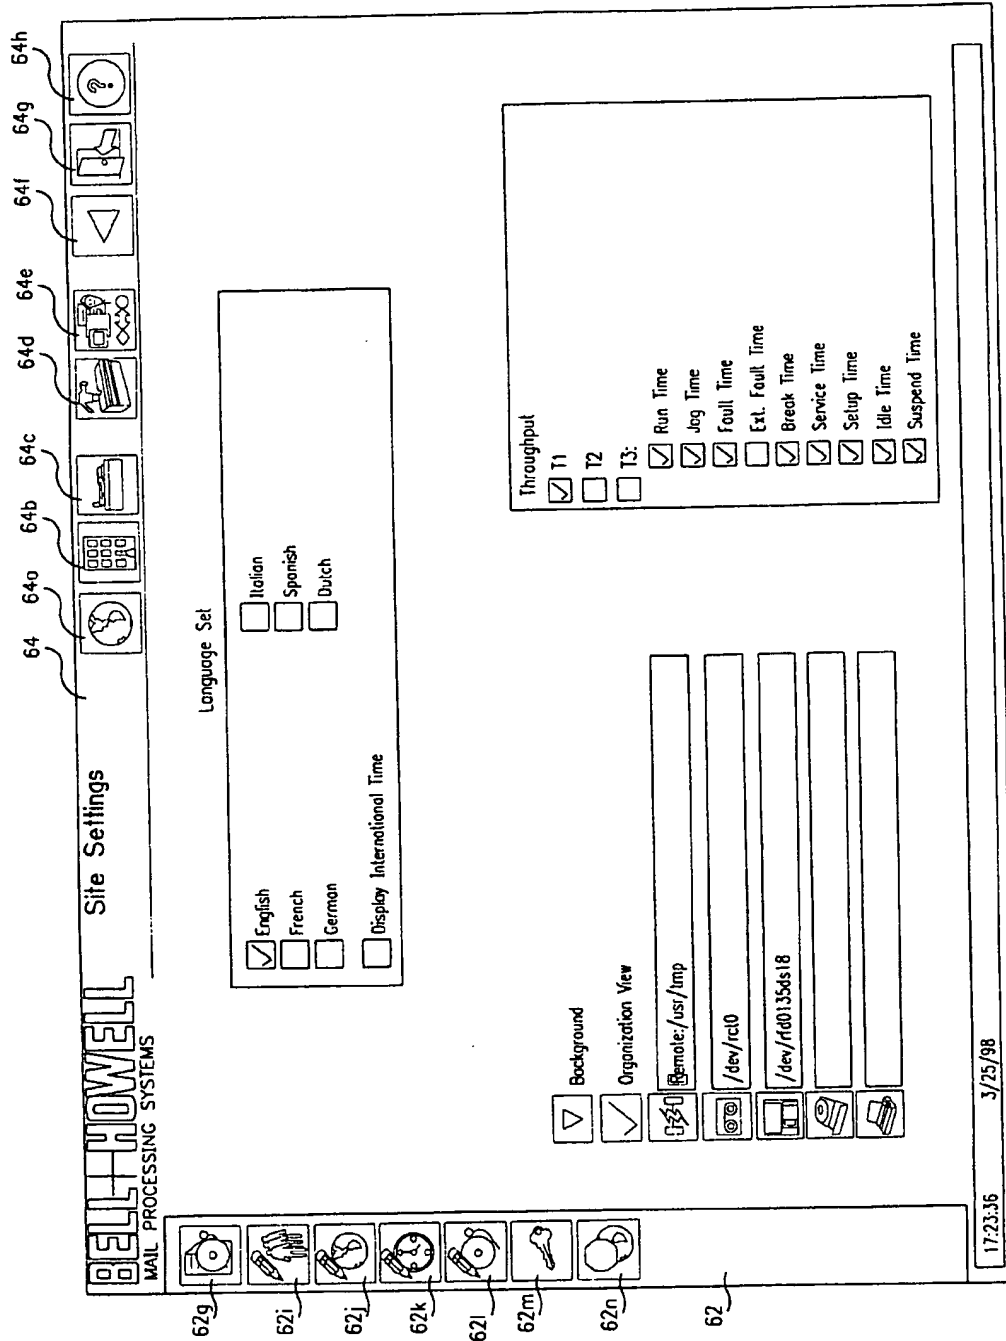 64
64a
64b
64c
64d
64e
64f
64g
64h
BELL+HOWELL
MAIL PROCESSING SYSTEMS
Site Settings
?
62g
62i
62j
62k
62l
62m
62n
62
Language Set
English
French
German
Display International Time
Italian
Spanish
Dutch
Background
Organization View
Remote:/usr/tmp
/dev/rct0
/dev/rfd0135ds18
Throughput
T1
T2
T3:
Run Time
Jog Time
Fault Time
Ext. Fault Time
Break Time
Service Time
Setup Time
Idle Time
Suspend Time
17:23.36
3/25/98